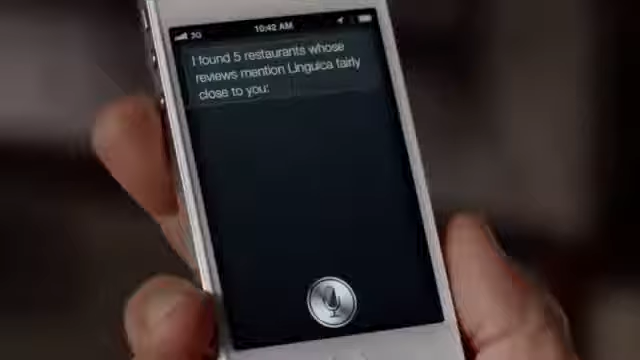 3G 10:42 AM
I found 5 restaurants whose
reviews mention Linguica fairly
close to you: